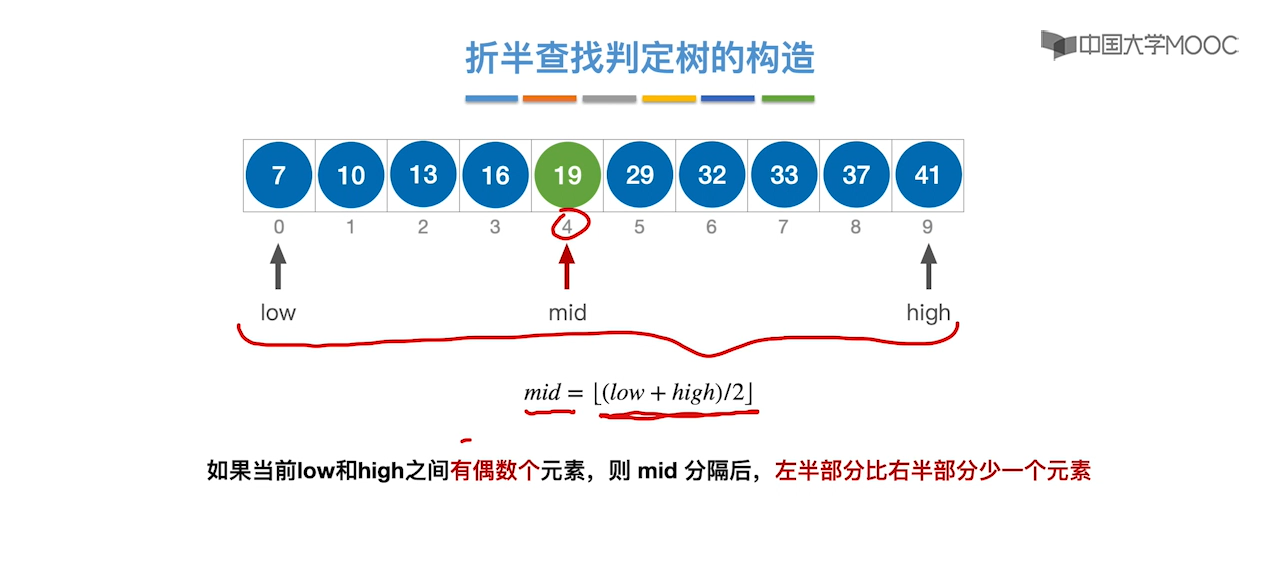 中国大学MOOC
折半查找判定树的构造
7 10 13 16 19 29 32 33 37 41
0 1 2 3 4 5 6 7 8 9
low mid high
mid = ⌊(low + high)/2⌋
如果当前low和high之间有偶数个元素，则 mid 分隔后，左半部分比右半部分少一个元素